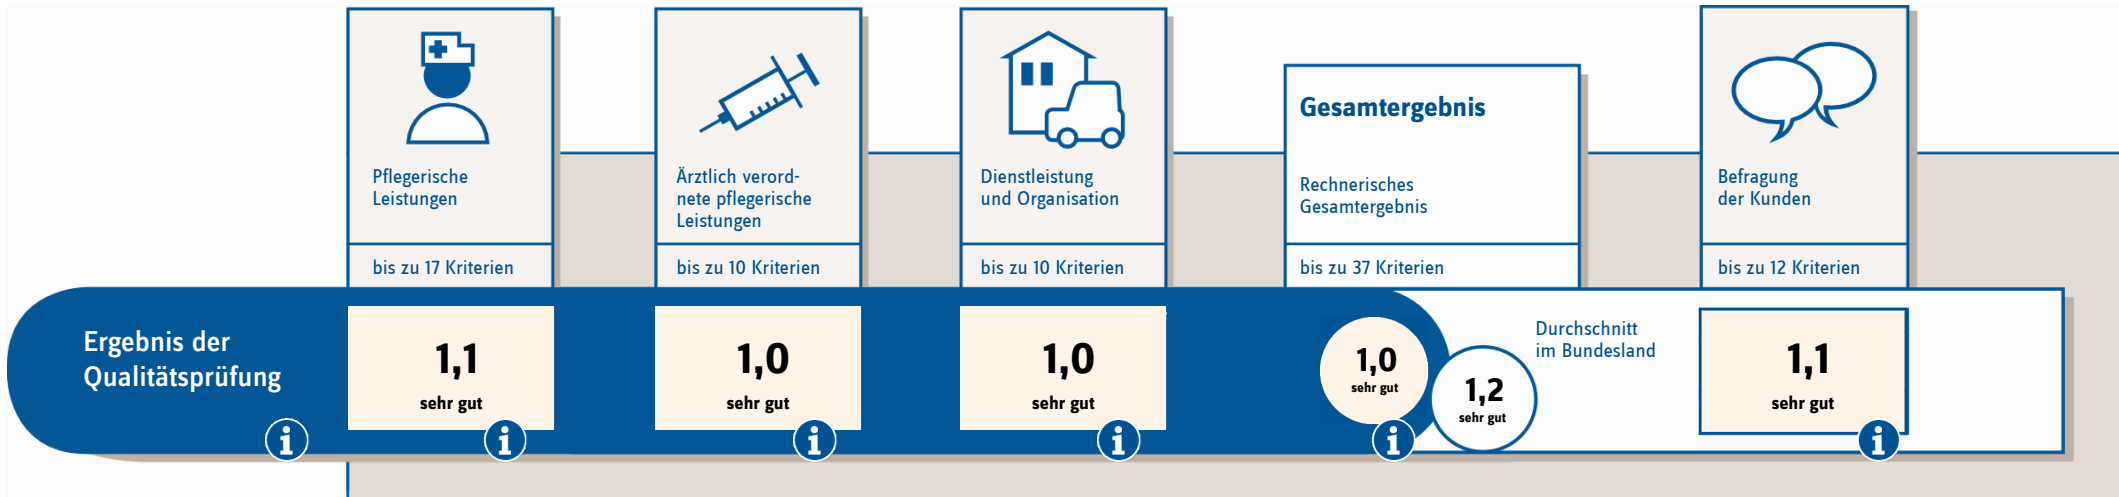 Pflegerische
Leistungen
bis zu 17 Kriterien
Ärztlich verord-
nete pflegerische
Leistungen
bis zu 10 Kriterien
Dienstleistung
und Organisation
bis zu 10 Kriterien
Gesamtergebnis
Rechnerisches
Gesamtergebnis
bis zu 37 Kriterien
Befragung
der Kunden
bis zu 12 Kriterien
Ergebnis der
Qualitätsprüfung
i
1,1
sehr gut
i
1,0
sehr gut
i
1,0
sehr gut
i
1,0
sehr gut
i
1,2
sehr gut
Durchschnitt
im Bundesland
1,1
sehr gut
i